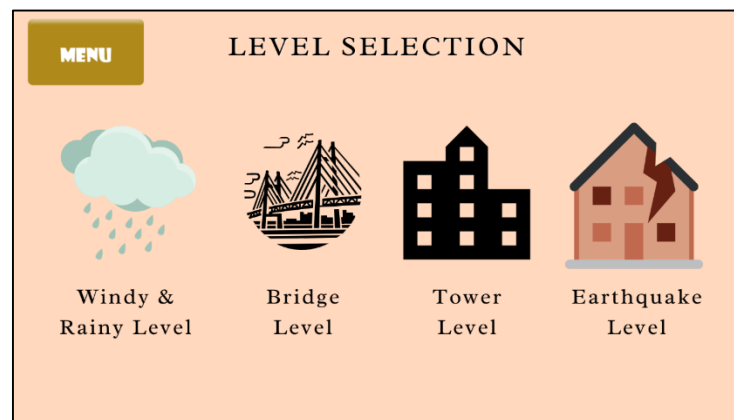 MENU
LEVEL SELECTION
Windy &
Rainy Level
Bridge
Level
Tower
Level
Earthquake
Level